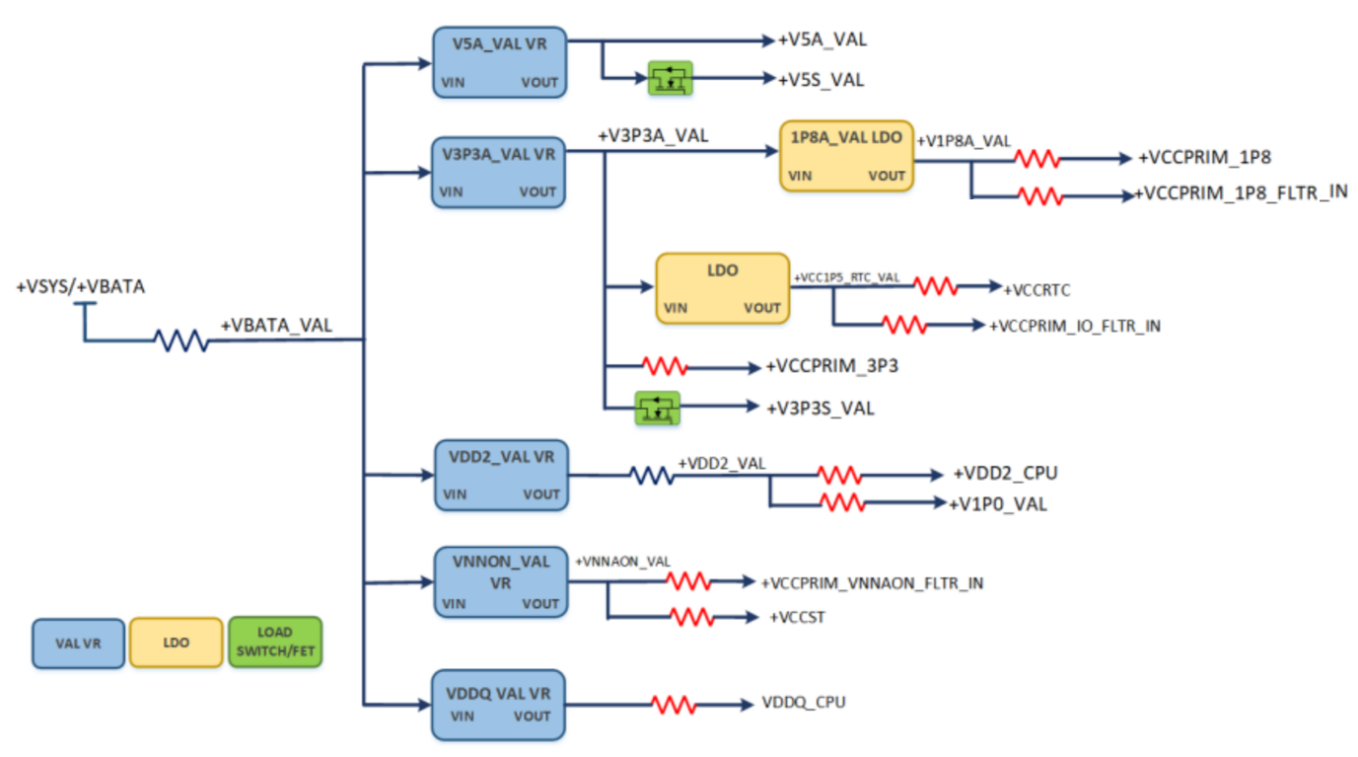 V5A_VAL VR
VIN VOUT
+V5A_VAL
+V5S_VAL
V3P3A_VAL VR
VIN VOUT
+V3P3A_VAL
1P8A_VAL LDO
VIN VOUT
+V1P8A_VAL
+VCCPRIM_1P8
+VCCPRIM_1P8_FLTR_IN
LDO
VIN VOUT
+VCC1P5_RTC_VAL
+VCCRTC
+VCCPRIM_IO_FLTR_IN
+VSYS/+VBATA
+VBATA_VAL
+VCCPRIM_3P3
+V3P3S_VAL
VDD2_VAL VR
VIN VOUT
+VDD2_VAL
+VDD2_CPU
+V1P0_VAL
VNNON_VAL
VR
VIN VOUT
+VNNAON_VAL
+VCCPRIM_VNNAON_FLTR_IN
+VCCST
VAL VR
LDO
LOAD
SWITCH/FET
VDDQ VAL VR
VIN VOUT
VDDQ_CPU